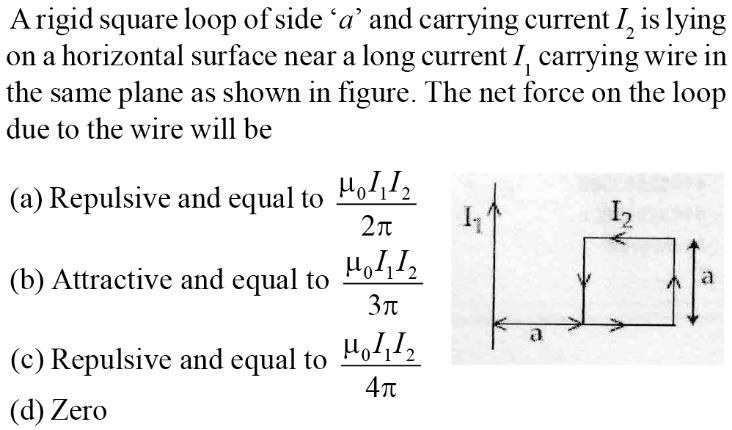 A rigid square loop of side ‘a’ and carrying current I₂ is lying
on a horizontal surface near a long current I₁ carrying wire in
the same plane as shown in figure. The net force on the loop
due to the wire will be
(a) Repulsive and equal to μ₀I₁I₂/2π
(b) Attractive and equal to μ₀I₁I₂/3π
(c) Repulsive and equal to μ₀I₁I₂/4π
(d) Zero
I₁
I₂
a
a